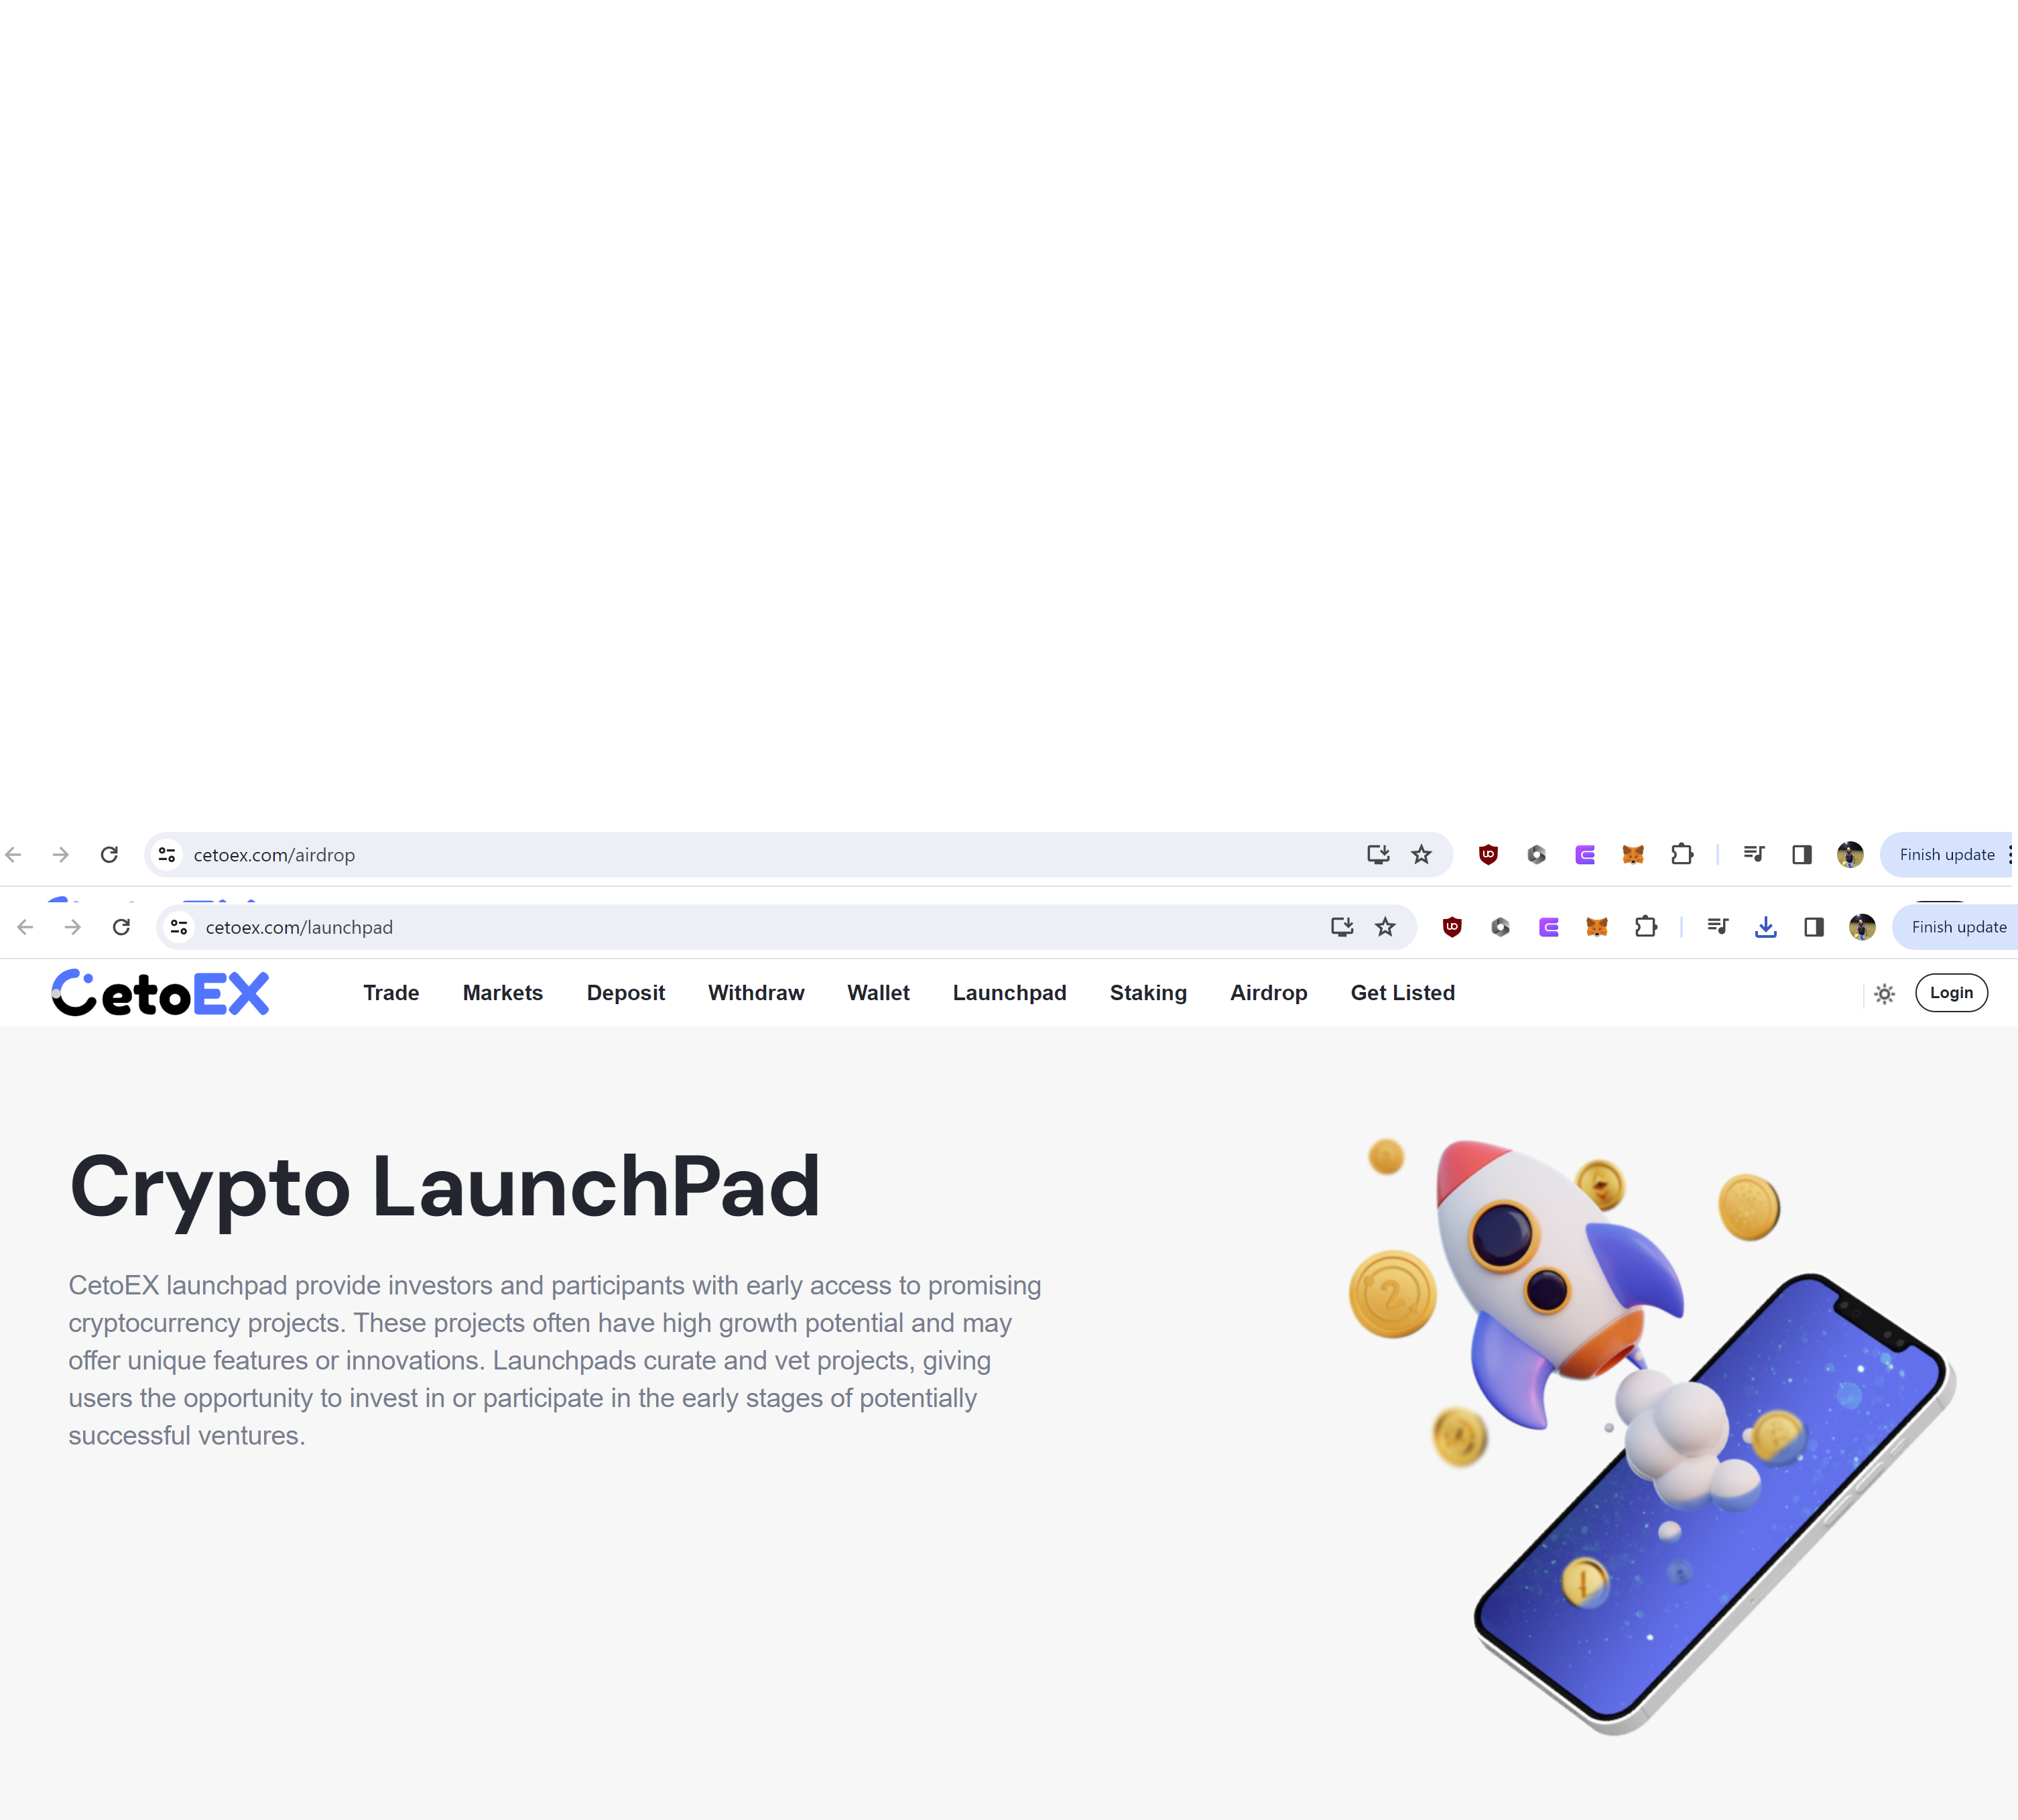 cetoex.com/airdrop
Finish update
cetoex.com/launchpad
Finish update
CetoEX Trade Markets Deposit Withdraw Wallet Launchpad Staking Airdrop Get Listed Login
Crypto LaunchPad
CetoEX launchpad provide investors and participants with early access to promising
cryptocurrency projects. These projects often have high growth potential and may
offer unique features or innovations. Launchpads curate and vet projects, giving
users the opportunity to invest in or participate in the early stages of potentially
successful ventures.
2